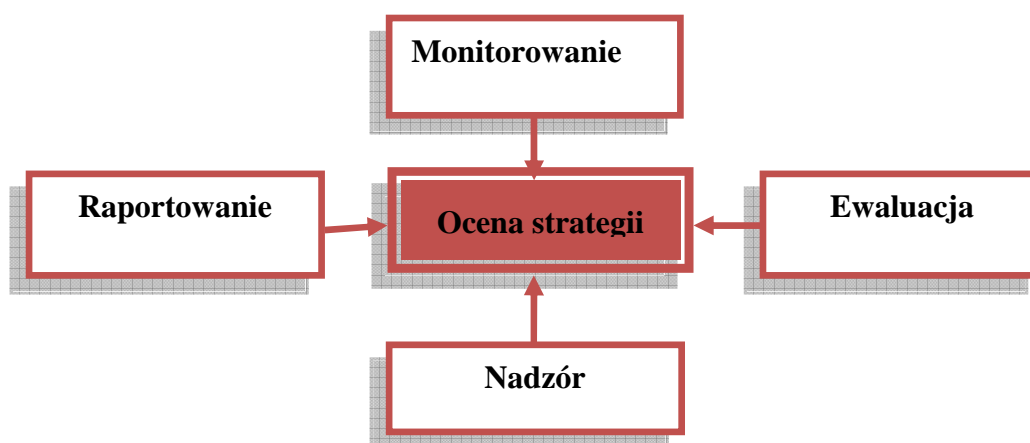 Monitorowanie
Raportowanie
Ocena strategii
Ewaluacja
Nadzór